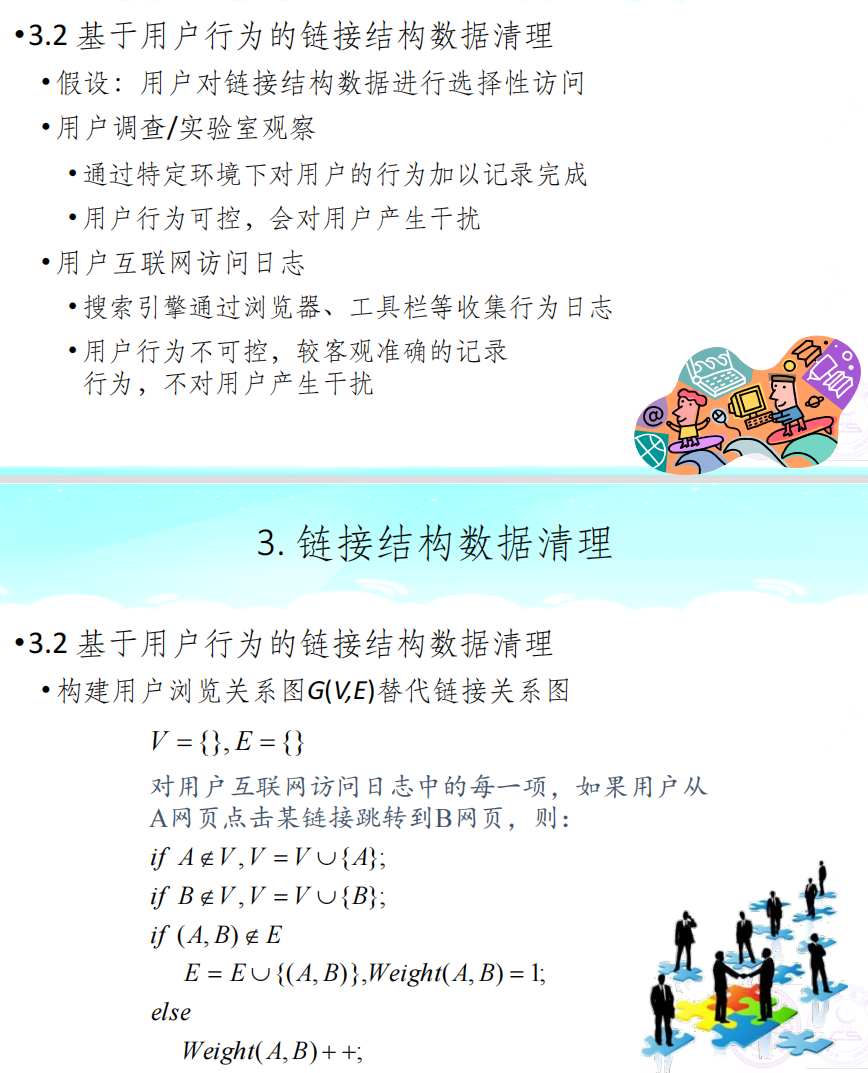 •3.2 基于用户行为的链接结构数据清理
•假设：用户对链接结构数据进行选择性访问
•用户调查/实验室观察
•通过特定环境下对用户的行为加以记录完成
•用户行为可控，会对用户产生干扰
•用户互联网访问日志
•搜索引擎通过浏览器、工具栏等收集行为日志
•用户行为不可控，较客观准确的记录
行为，不对用户产生干扰
3. 链接结构数据清理
•3.2 基于用户行为的链接结构数据清理
•构建用户浏览关系图G(V,E)替代链接关系图
V = {}, E = {}
对用户互联网访问日志中的每一项，如果用户从
A网页点击某链接跳转到B网页，则：
if A ∉ V, V = V ∪ {A};
if B ∉ V, V = V ∪ {B};
if (A, B) ∉ E
E = E ∪ {(A, B)}, Weight(A, B) = 1;
else
Weight(A, B) + +;